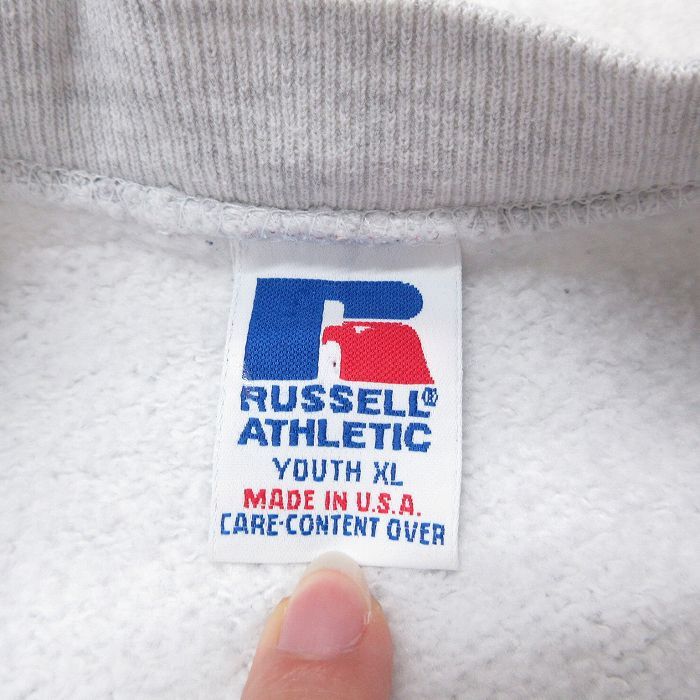 RUSSELL®
ATHLETIC
YOUTH XL
MADE IN U.S.A.
CARE-CONTENT OVER